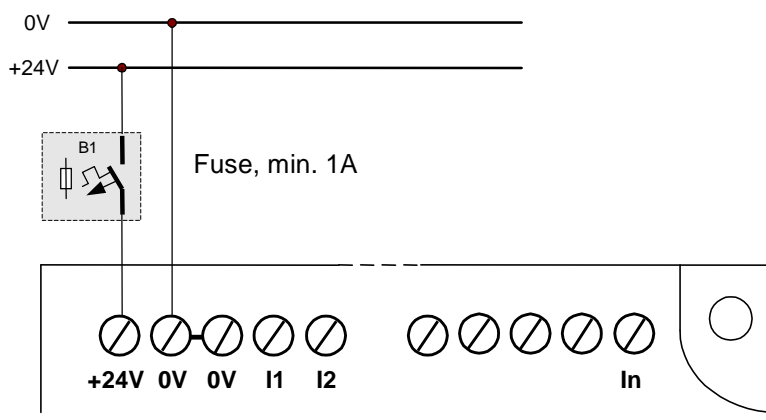 0V
+24V
B1
Fuse, min. 1A
+24V 0V 0V I1 I2 In